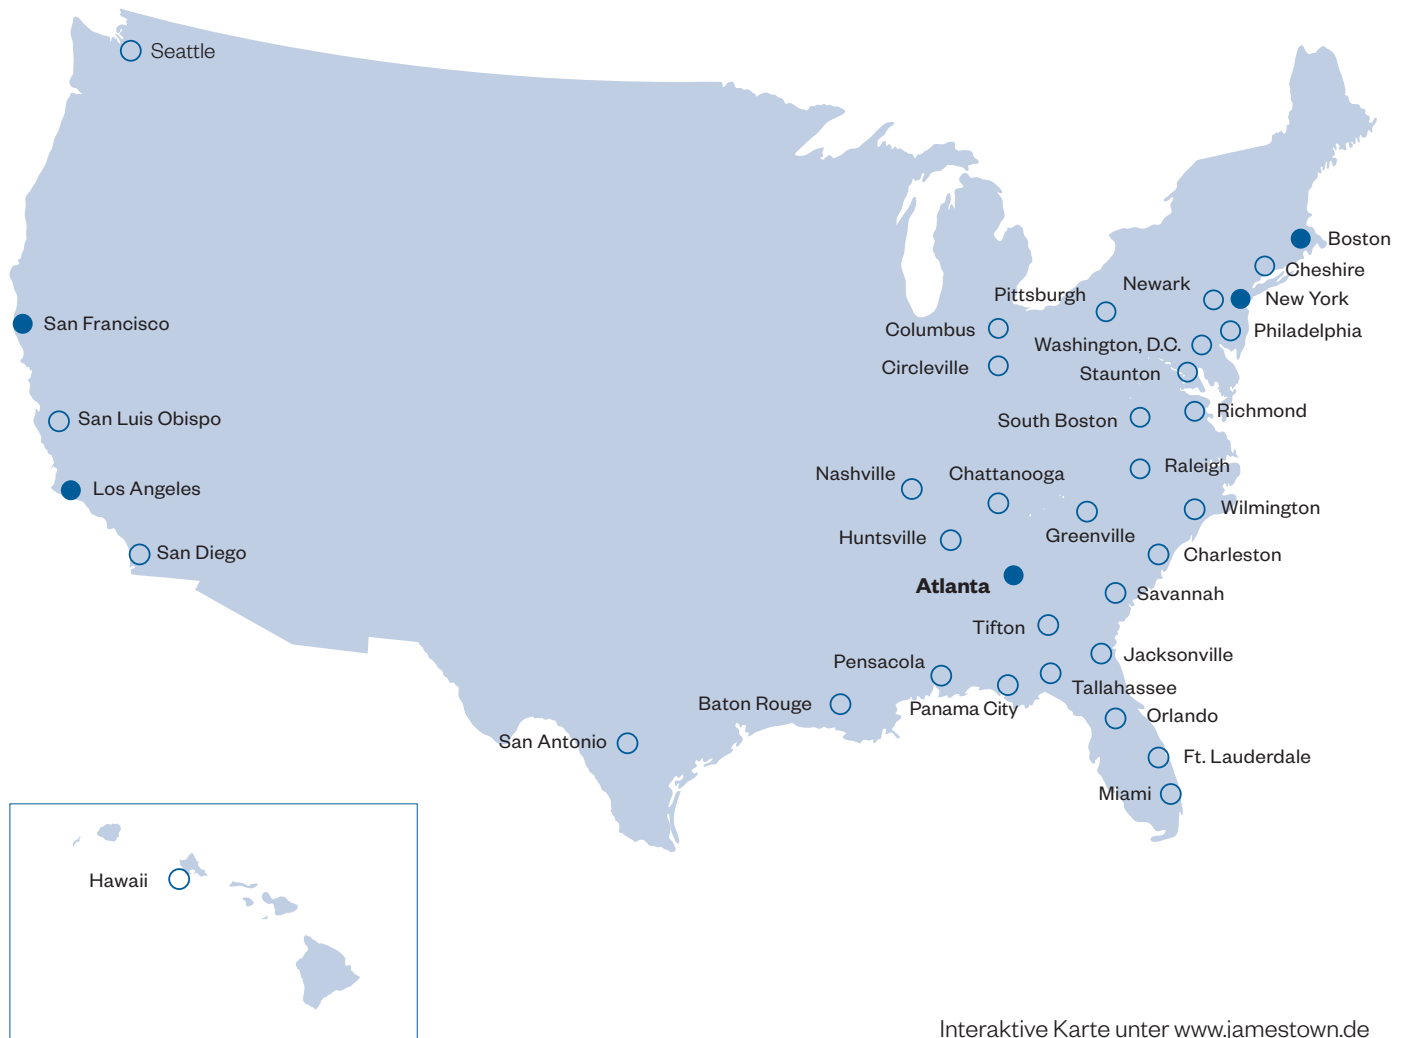 Seattle
Boston
Cheshire
Newark
Pittsburgh
New York
San Francisco
Columbus
Philadelphia
Washington, D.C.
Circleville
Staunton
Richmond
San Luis Obispo
South Boston
Raleigh
Nashville
Chattanooga
Los Angeles
Wilmington
Greenville
Huntsville
San Diego
Charleston
Atlanta
Savannah
Tifton
Jacksonville
Pensacola
Tallahassee
Baton Rouge
Panama City
Orlando
San Antonio
Ft. Lauderdale
Miami
Hawaii
Interaktive Karte unter www.jamestown.de